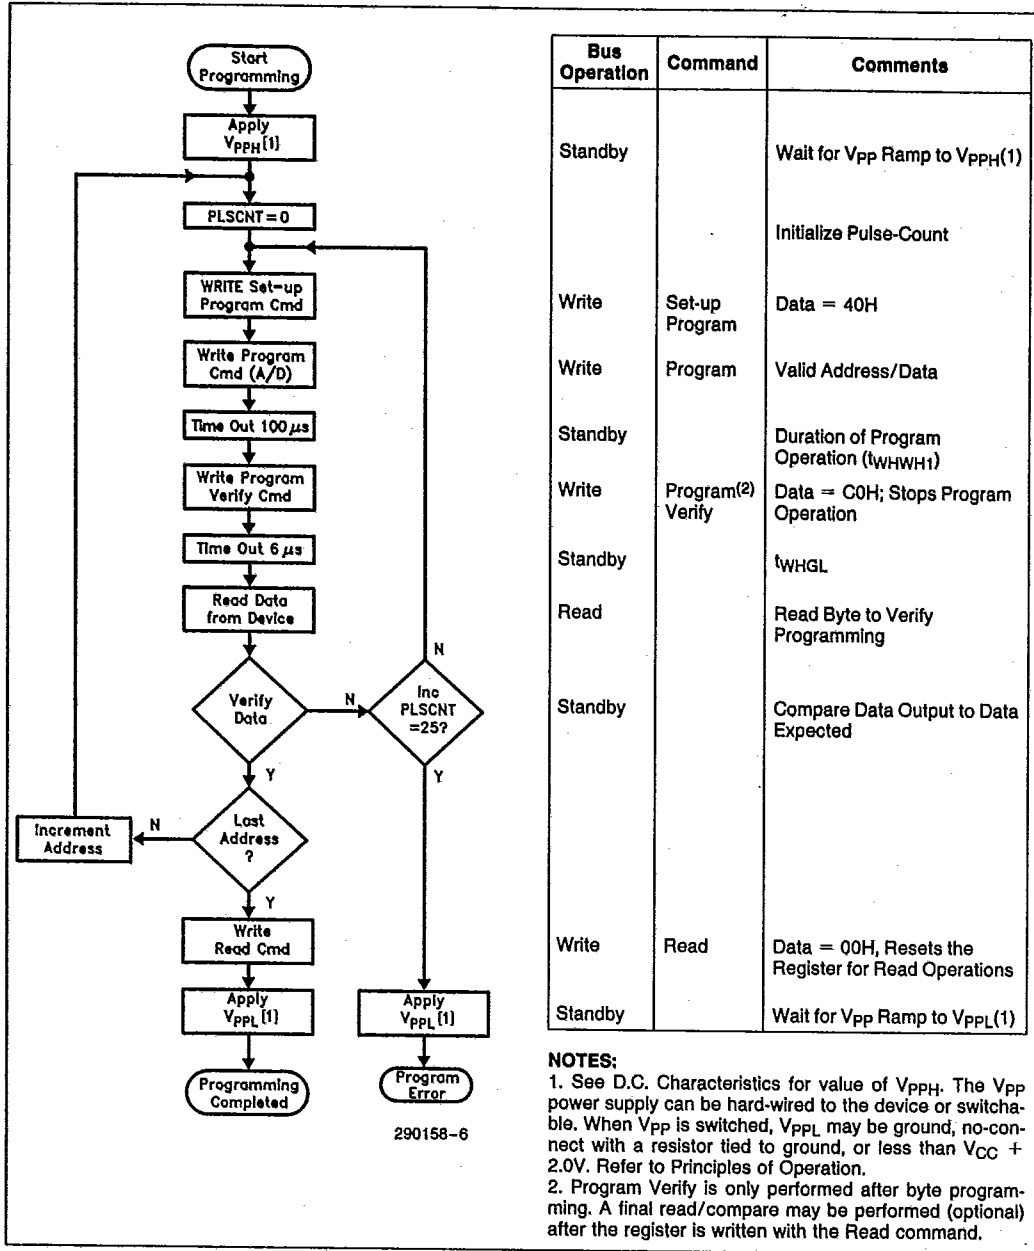 Start
Programming
Apply
VPPH[1]
PLSCNT=0
WRITE Set-up
Program Cmd
Write Program
Cmd (A/D)
Time Out 100 μs
Write Program
Verify Cmd
Time Out 6 μs
Read Data
from Device
Verify
Data
N
Inc
PLSCNT
=25?
N
Y
Y
Last
Address
?
N
Increment
Address
Y
Write
Read Cmd
Apply
VPPL[1]
Programming
Completed
Apply
VPPL[1]
Program
Error
290158-6
Bus
Operation
Command
Comments
Standby
Wait for VPP Ramp to VPPH(1)
Initialize Pulse-Count
Write
Set-up
Program
Data = 40H
Write
Program
Valid Address/Data
Standby
Duration of Program
Operation (tWHWH1)
Write
Program(2)
Verify
Data = C0H; Stops Program
Operation
Standby
tWHGL
Read
Read Byte to Verify
Programming
Standby
Compare Data Output to Data
Expected
Write
Read
Data = 00H, Resets the
Register for Read Operations
Standby
Wait for VPP Ramp to VPPL(1)
NOTES:
1. See D.C. Characteristics for value of VPPH. The VPP
power supply can be hard-wired to the device or switcha-
ble. When VPP is switched, VPPL may be ground, no-con-
nect with a resistor tied to ground, or less than VCC +
2.0V. Refer to Principles of Operation.
2. Program Verify is only performed after byte program-
ming. A final read/compare may be performed (optional)
after the register is written with the Read command.